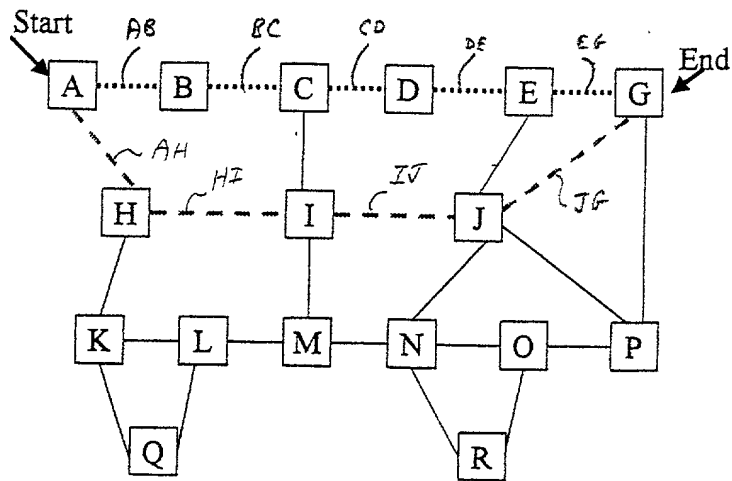 Start
AB BC CD DE EG
End
A B C D E G
AH HI IJ JG
H I J
K L M N O P
Q R